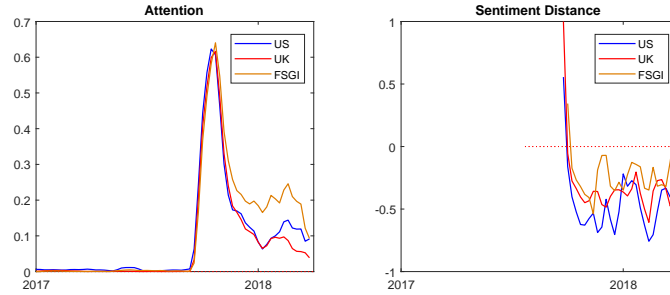 Attention
0.7
0.6
0.5
0.4
0.3
0.2
0.1
0
2017
2018
US
UK
FSGI
Sentiment Distance
1
0.5
0
-0.5
-1
2017
2018
US
UK
FSGI